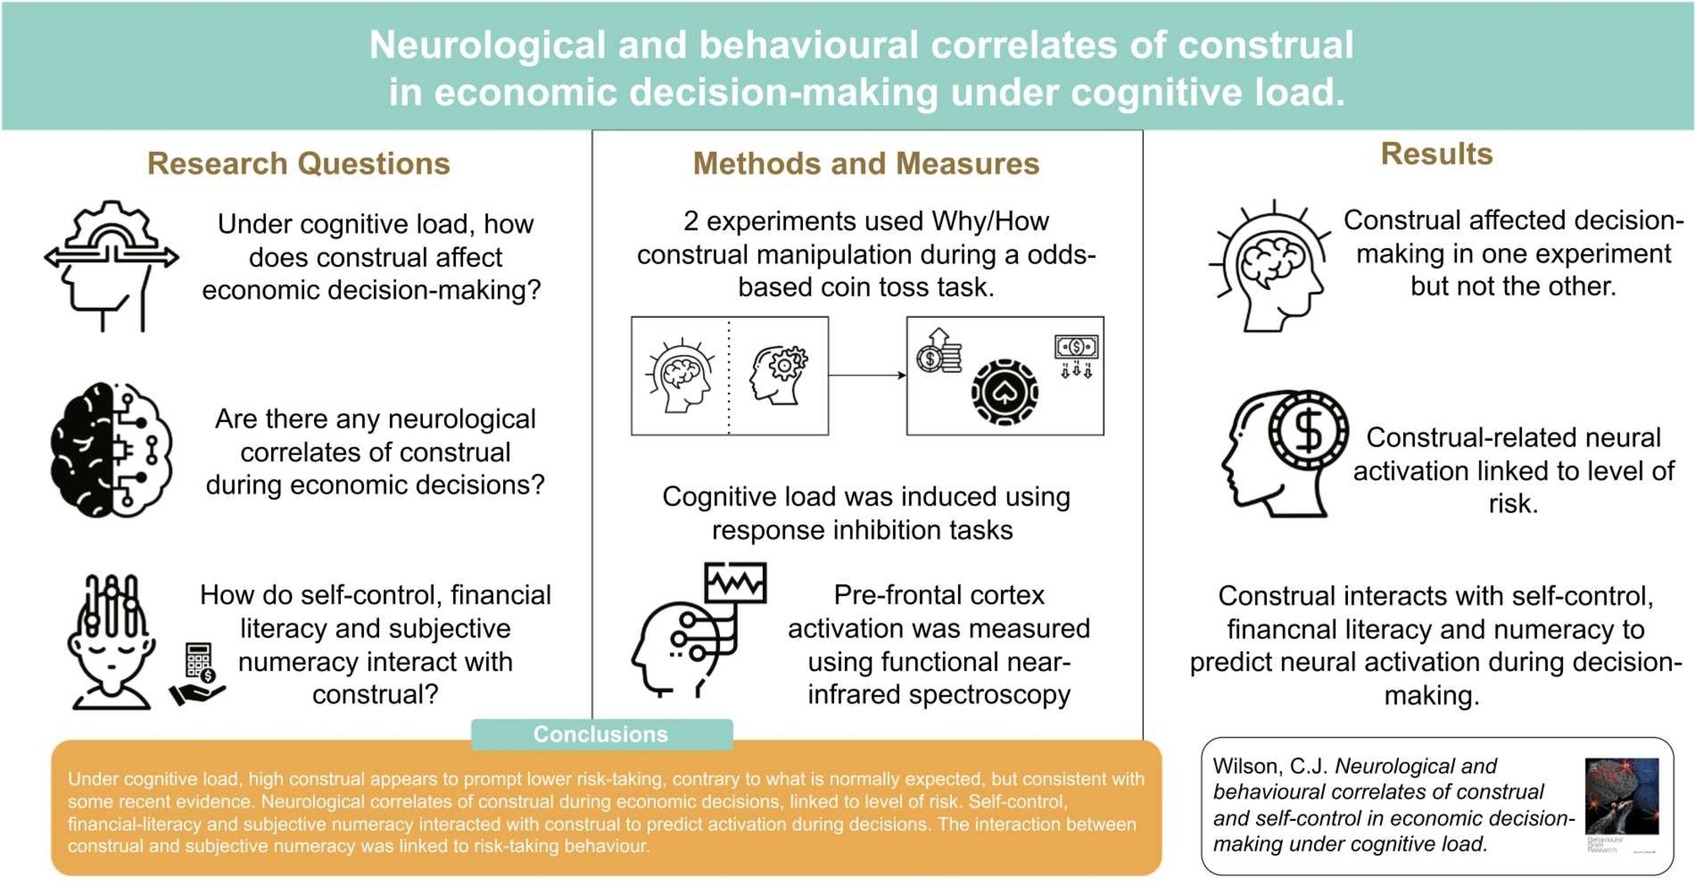 Neurological and behavioural correlates of construal
in economic decision-making under cognitive load.
Research Questions
Under cognitive load, how
does construal affect
economic decision-making?
Are there any neurological
correlates of construal
during economic decisions?
How do self-control, financial
literacy and subjective
numeracy interact with
construal?
Methods and Measures
2 experiments used Why/How
construal manipulation during a odds-
based coin toss task.
Cognitive load was induced using
response inhibition tasks
Pre-frontal cortex
activation was measured
using functional near-
infrared spectroscopy
Results
Construal affected decision-
making in one experiment
but not the other.
Construal-related neural
activation linked to level of
risk.
Construal interacts with self-control,
financnal literacy and numeracy to
predict neural activation during decision-
making.
Conclusions
Under cognitive load, high construal appears to prompt lower risk-taking, contrary to what is normally expected, but consistent with
some recent evidence. Neurological correlates of construal during economic decisions, linked to level of risk. Self-control,
financial-literacy and subjective numeracy interacted with construal to predict activation during decisions. The interaction between
construal and subjective numeracy was linked to risk-taking behaviour.
Wilson, C.J. Neurological and
behavioural correlates of construal
and self-control in economic decision-
making under cognitive load.
Behavioural
Brain
Research